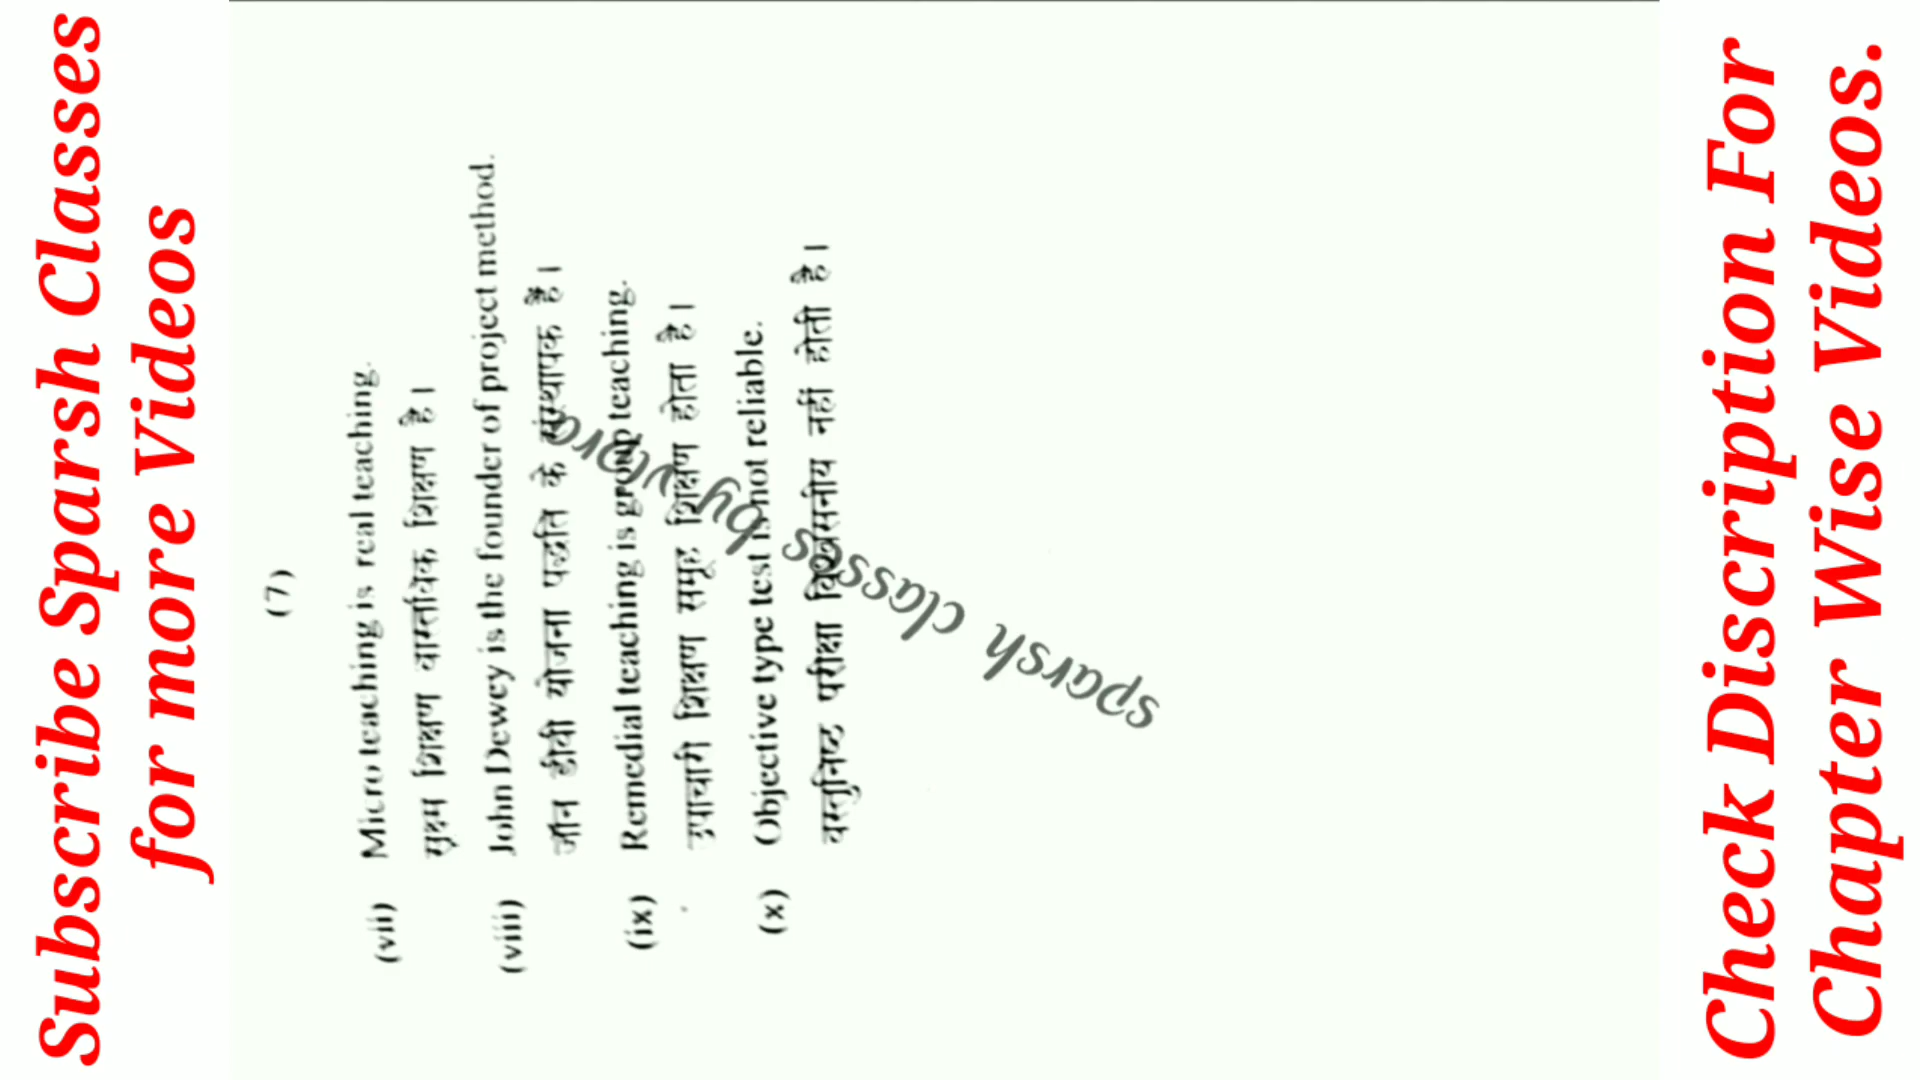 Subscribe Sparsh Classes
for more Videos
(7)
(vii) Micro teaching is real teaching.
सूक्ष्म शिक्षण वास्तविक शिक्षण है।
(viii) John Dewey is the founder of project method.
जॉन डीवी योजना पद्धति के संस्थापक हैं।
(ix) Remedial teaching is group teaching.
उपचारी शिक्षण समूह शिक्षण होता है।
(x) Objective type test is not reliable.
वस्तुनिष्ठ परीक्षा विश्वसनीय नहीं होती है।
sparsh classes by
Check Discription For
Chapter Wise Videos.